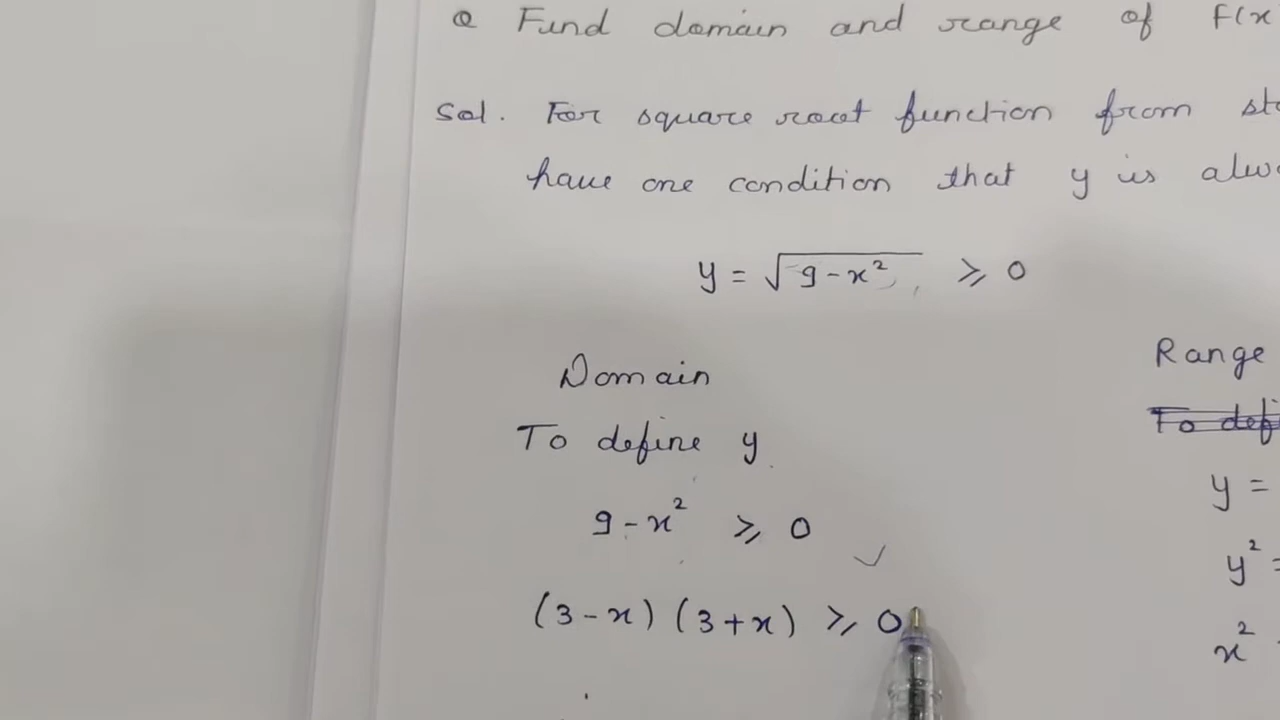 Q Find domain and range of f(x
Sol. For square root function from
have one condition that y is
y = √9-x² ≥ 0
Domain
To define y
9-x² ≥ 0
(3-x) (3+x) ≥ 0
Range
y =
y² =
x²